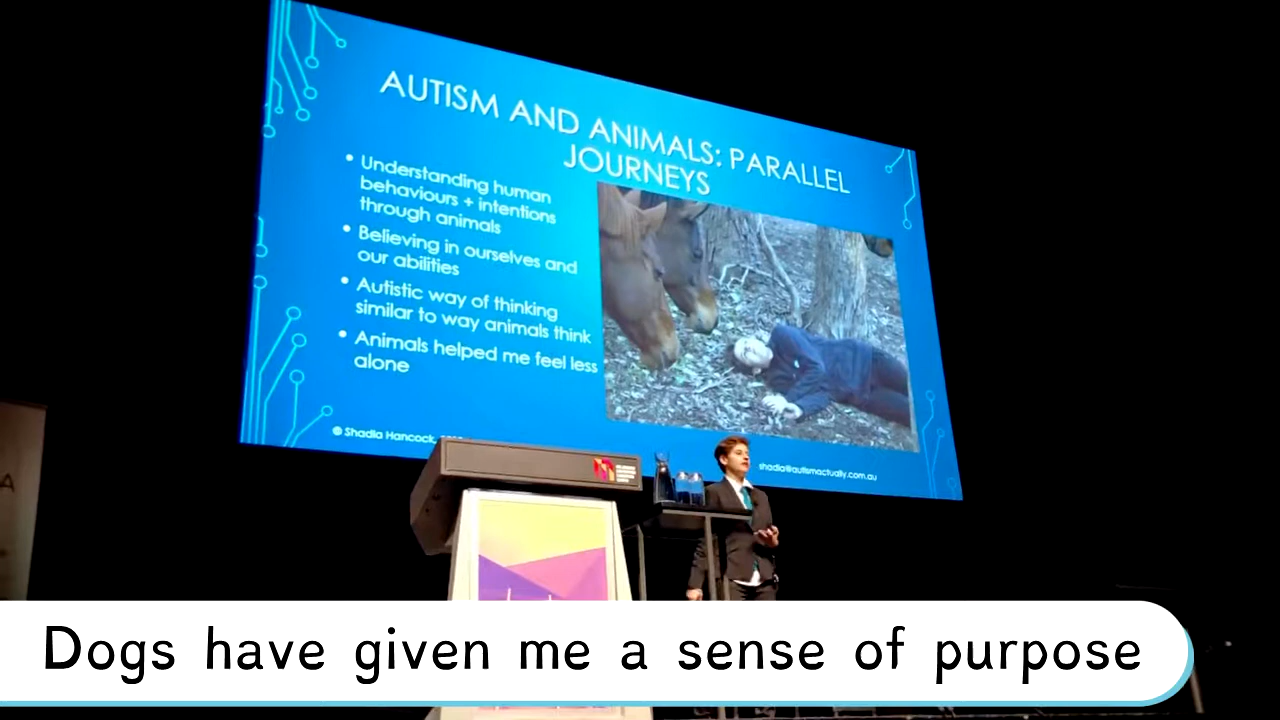 AUTISM AND ANIMALS: PARALLEL
JOURNEYS
• Understanding human
behaviours + intentions
through animals
• Believing in ourselves and
our abilities
• Autistic way of thinking
similar to way animals think
• Animals helped me feel less
alone
© Shadia Hancock,
shadia@autismactually.com.au
A
Dogs have given me a sense of purpose